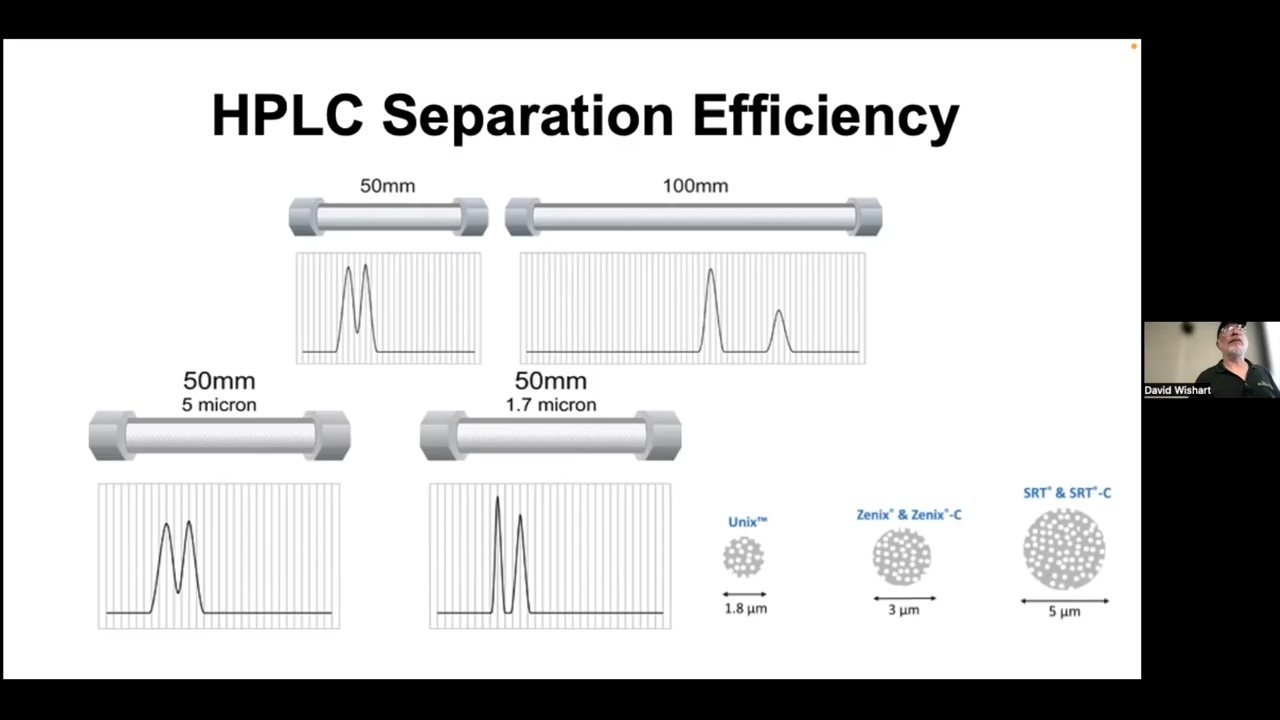 HPLC Separation Efficiency
50mm
100mm
50mm
5 micron
50mm
1.7 micron
Unix™
1.8 µm
Zenix® & Zenix®-C
3 µm
SRT® & SRT®-C
5 µm
David Wishart